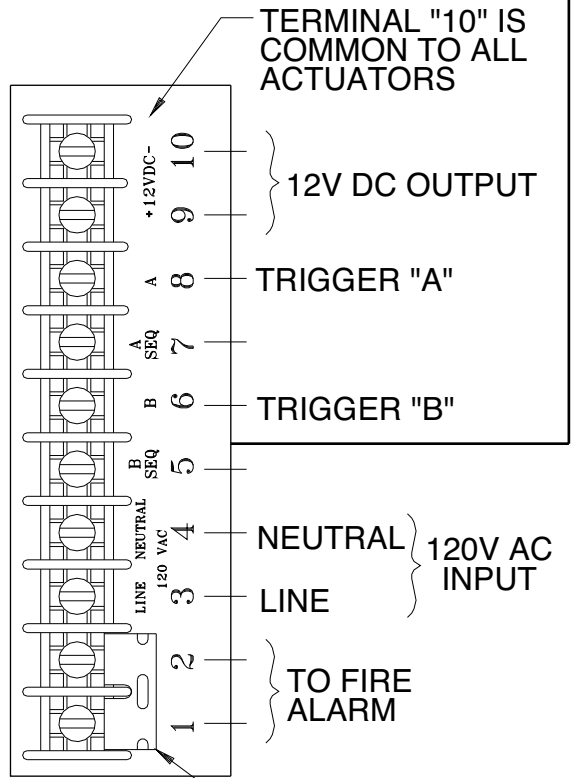 TERMINAL "10" IS
COMMON TO ALL
ACTUATORS
+12VDC-
10
9
12V DC OUTPUT
A
8
TRIGGER "A"
A
SEQ
7
B
6
TRIGGER "B"
B
SEQ
5
NEUTRAL
4
NEUTRAL
120 VAC
120V AC
INPUT
LINE
3
LINE
2
1
TO FIRE
ALARM